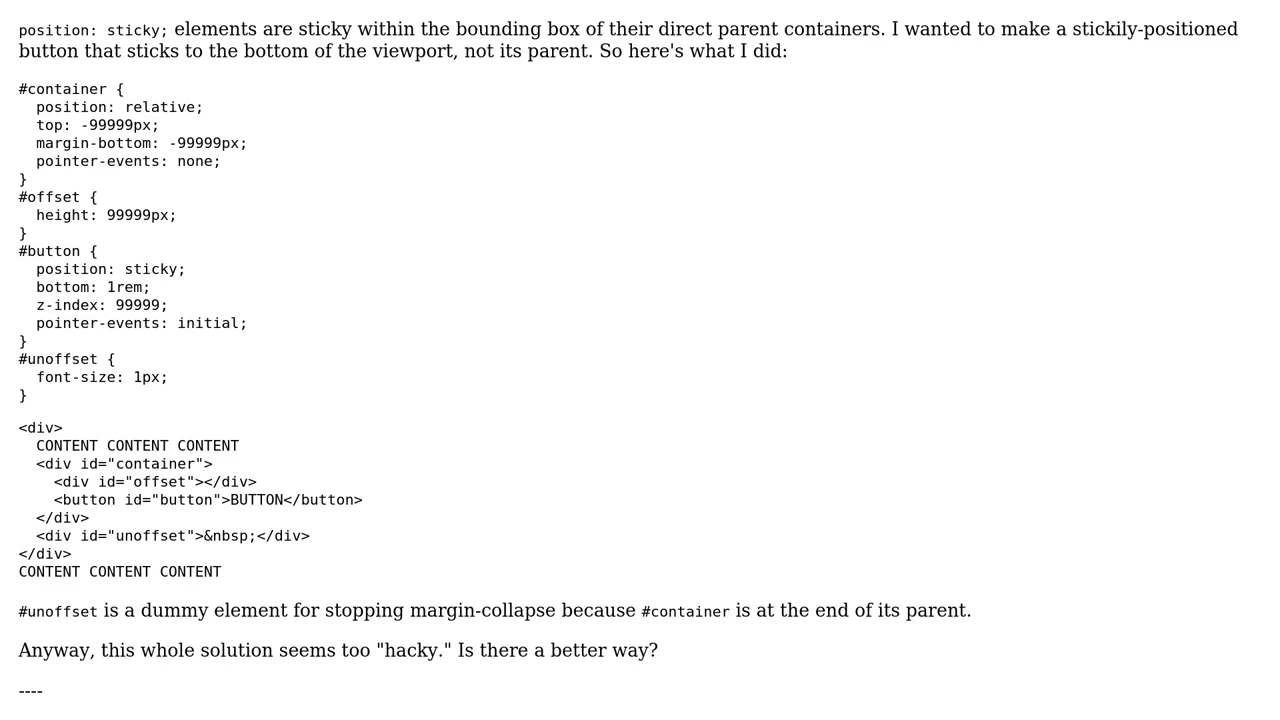 position: sticky; elements are sticky within the bounding box of their direct parent containers. I wanted to make a stickily-positioned
button that sticks to the bottom of the viewport, not its parent. So here's what I did:
#container {
  position: relative;
  top: -99999px;
  margin-bottom: -99999px;
  pointer-events: none;
}
#offset {
  height: 99999px;
}
#button {
  position: sticky;
  bottom: 1rem;
  z-index: 99999;
  pointer-events: initial;
}
#unoffset {
  font-size: 1px;
}
<div>
  CONTENT CONTENT CONTENT
  <div id="container">
    <div id="offset"></div>
    <button id="button">BUTTON</button>
  </div>
  <div id="unoffset">&nbsp;</div>
</div>
CONTENT CONTENT CONTENT
#unoffset is a dummy element for stopping margin-collapse because #container is at the end of its parent.
Anyway, this whole solution seems too "hacky." Is there a better way?
----